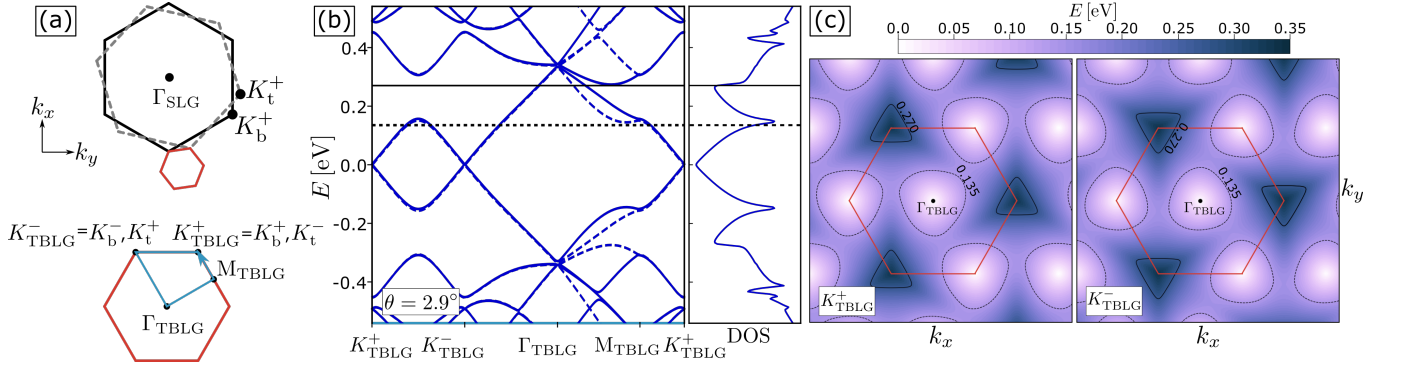 (a)
Γ_SLG
K_t^+
K_b^+
k_x
k_y
K_TBLG^-=K_b^-,K_t^+ K_TBLG^+=K_b^+,K_t^-
M_TBLG
Γ_TBLG
(b)
E [eV]
0.4
0.2
0.0
-0.2
-0.4
θ = 2.9°
K_TBLG^+ K_TBLG^- Γ_TBLG M_TBLG K_TBLG^+
DOS
(c)
E [eV]
0.00 0.05 0.10 0.15 0.20 0.25 0.30 0.35
0.270
0.135
Γ_TBLG
K_TBLG^+
k_x
0.270
0.135
Γ_TBLG
K_TBLG^-
k_x
k_y